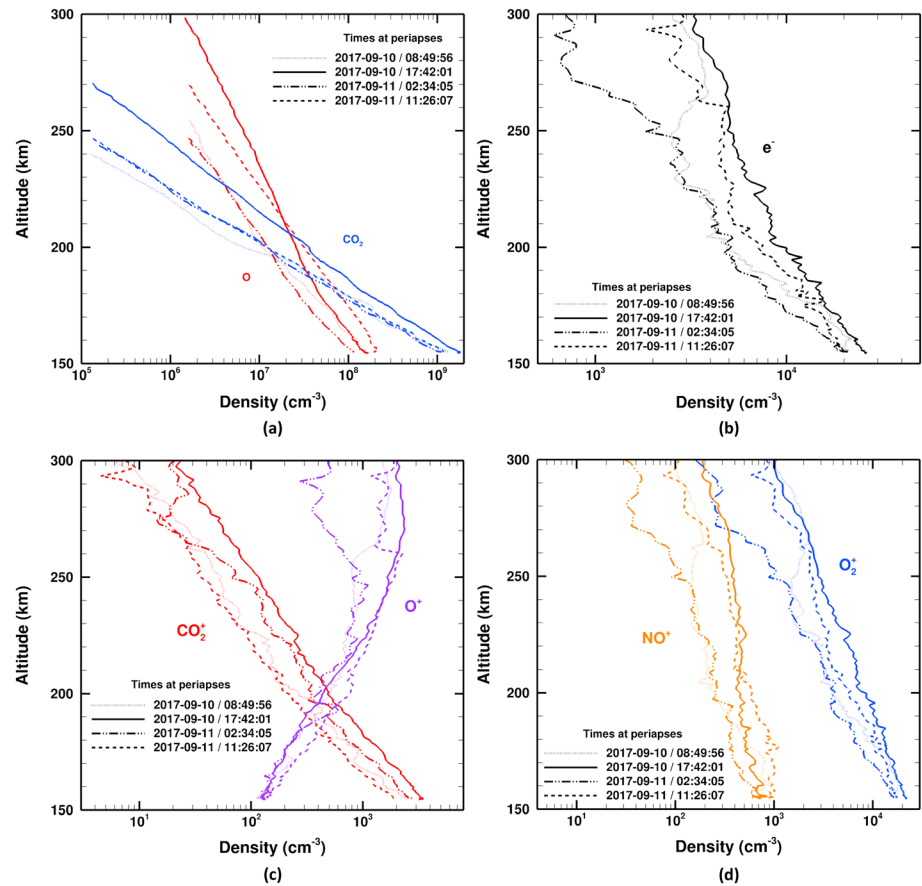 300
250
200
150
Altitude (km)
10^5
10^6
10^7
10^8
10^9
Density (cm^-3)
Times at periapses
2017-09-10 / 08:49:56
2017-09-10 / 17:42:01
2017-09-11 / 02:34:05
2017-09-11 / 11:26:07
CO₂
O
(a)
300
250
200
150
Altitude (km)
e^-
Times at periapses
2017-09-10 / 08:49:56
2017-09-10 / 17:42:01
2017-09-11 / 02:34:05
2017-09-11 / 11:26:07
10^3
10^4
Density (cm^-3)
(b)
300
250
200
150
Altitude (km)
O^+
CO₂^+
Times at periapses
2017-09-10 / 08:49:56
2017-09-10 / 17:42:01
2017-09-11 / 02:34:05
2017-09-11 / 11:26:07
10^1
10^2
10^3
Density (cm^-3)
(c)
300
250
200
150
Altitude (km)
O₂^+
NO^+
Times at periapses
2017-09-10 / 08:49:56
2017-09-10 / 17:42:01
2017-09-11 / 02:34:05
2017-09-11 / 11:26:07
10^1
10^2
10^3
10^4
Density (cm^-3)
(d)